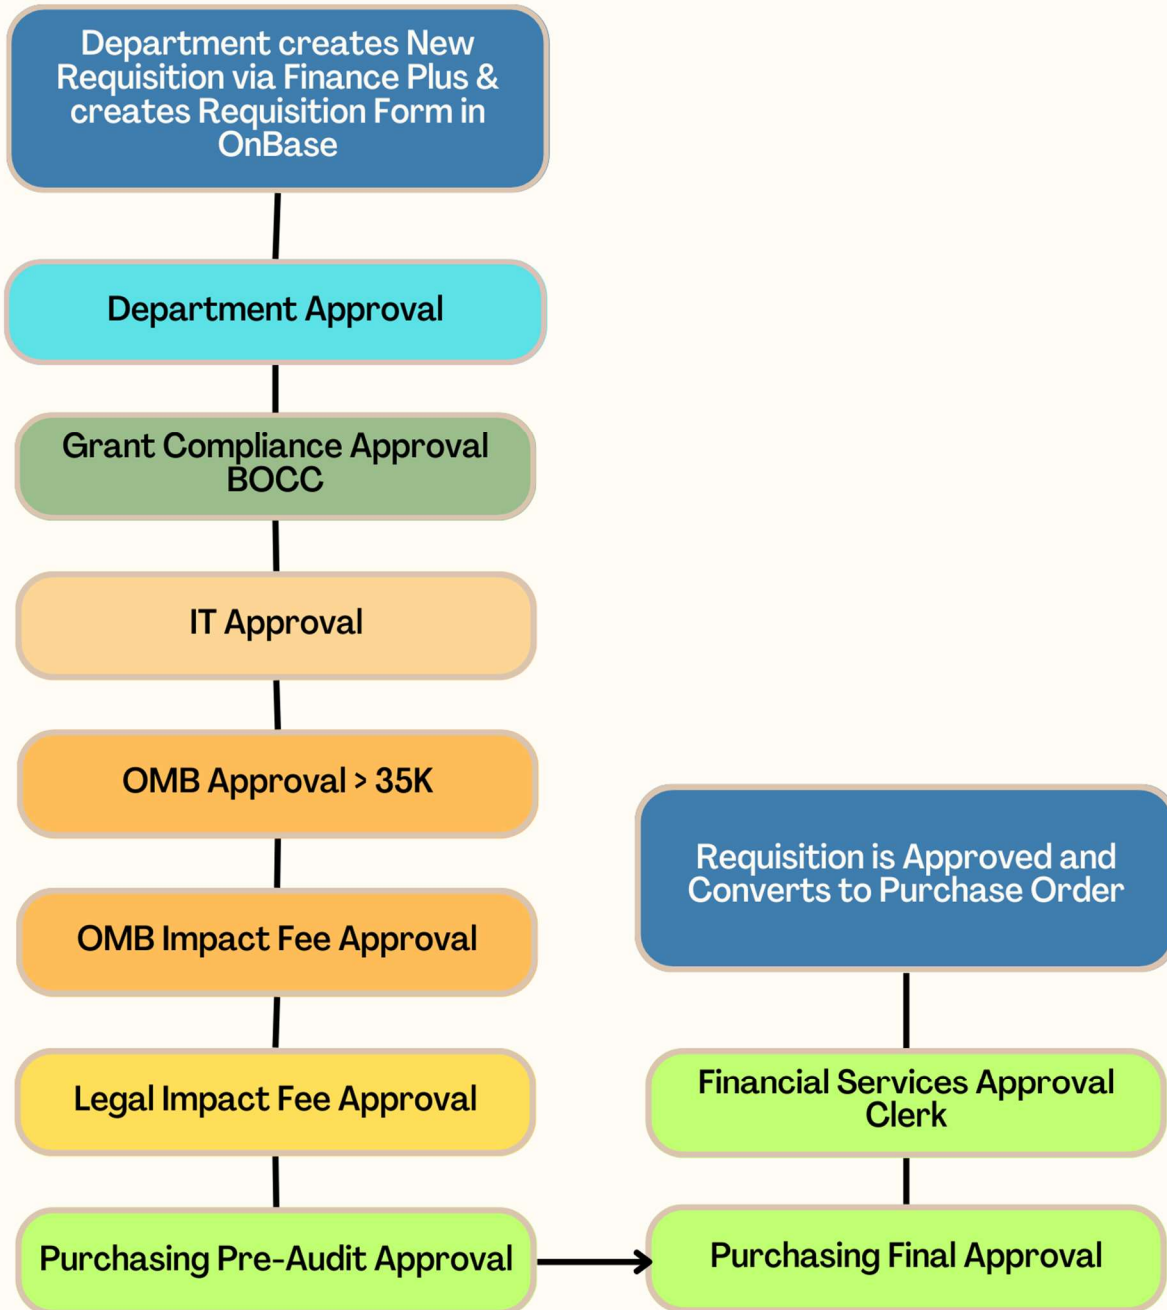 Department creates New
Requisition via Finance Plus &
creates Requisition Form in
OnBase
Department Approval
Grant Compliance Approval
BOCC
IT Approval
OMB Approval > 35K
OMB Impact Fee Approval
Legal Impact Fee Approval
Purchasing Pre-Audit Approval
Purchasing Final Approval
Financial Services Approval
Clerk
Requisition is Approved and
Converts to Purchase Order